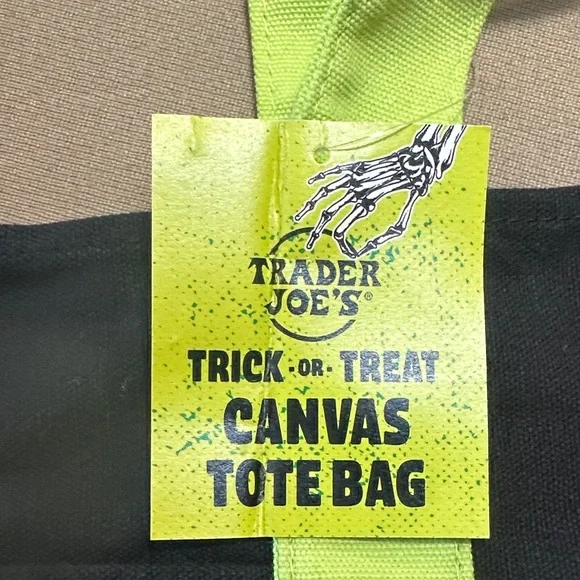 TRADER
JOE'S®
TRICK-OR-TREAT
CANVAS
TOTE BAG